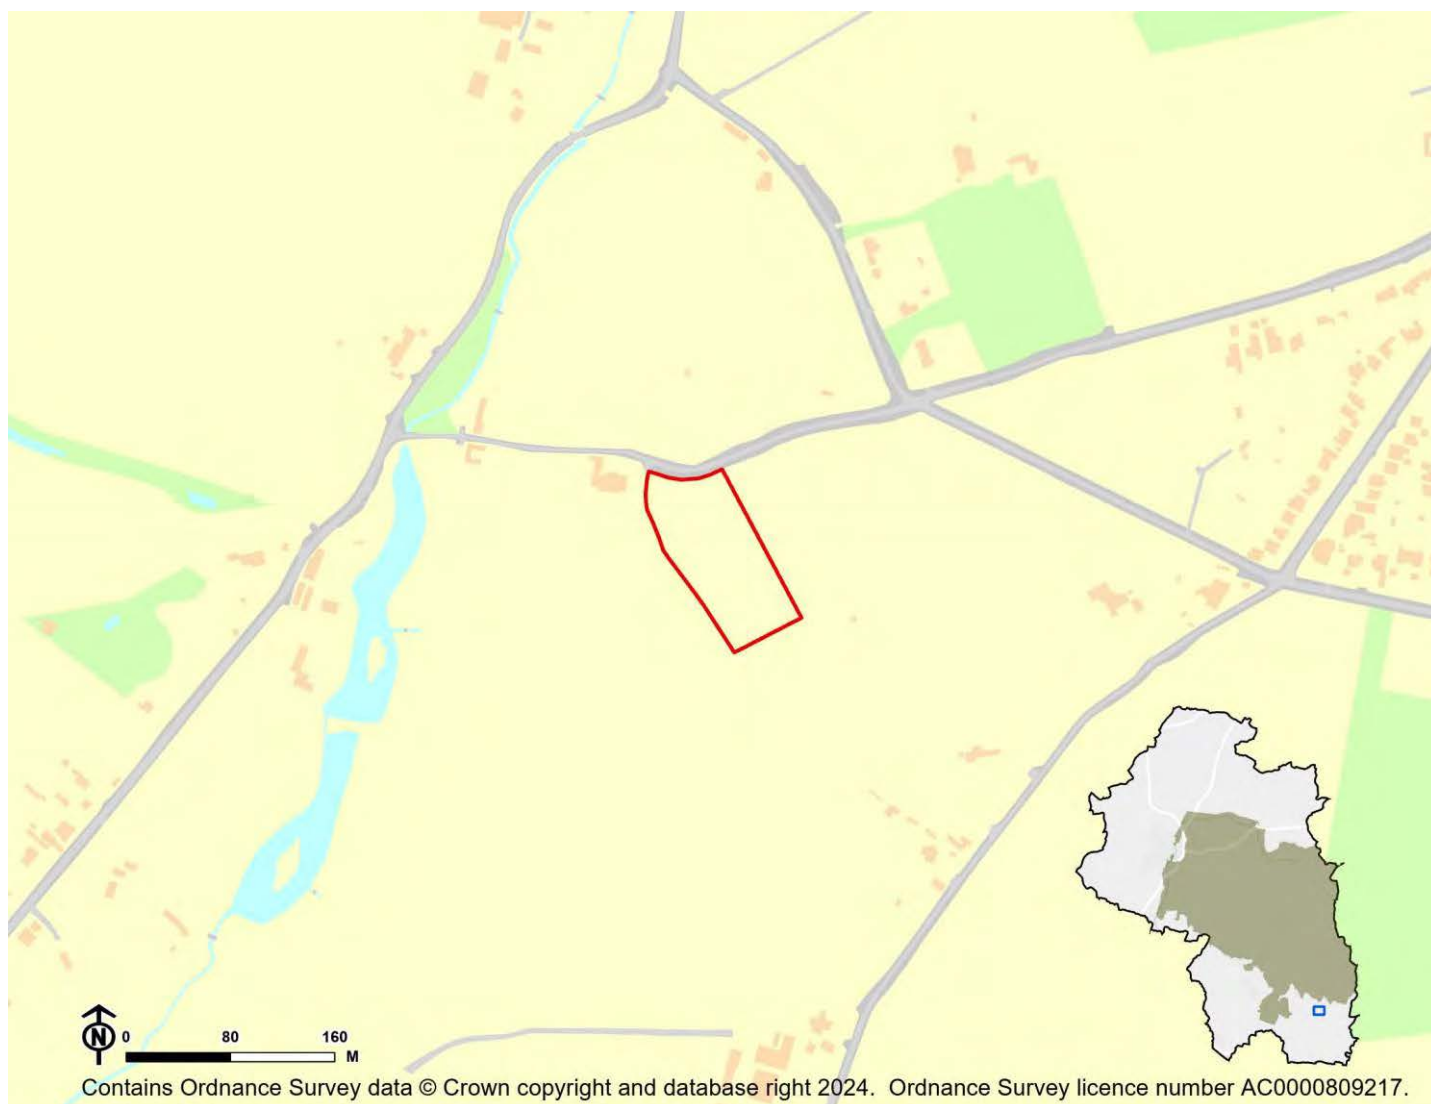 N
0 80 160
M
Contains Ordnance Survey data © Crown copyright and database right 2024. Ordnance Survey licence number AC0000809217.